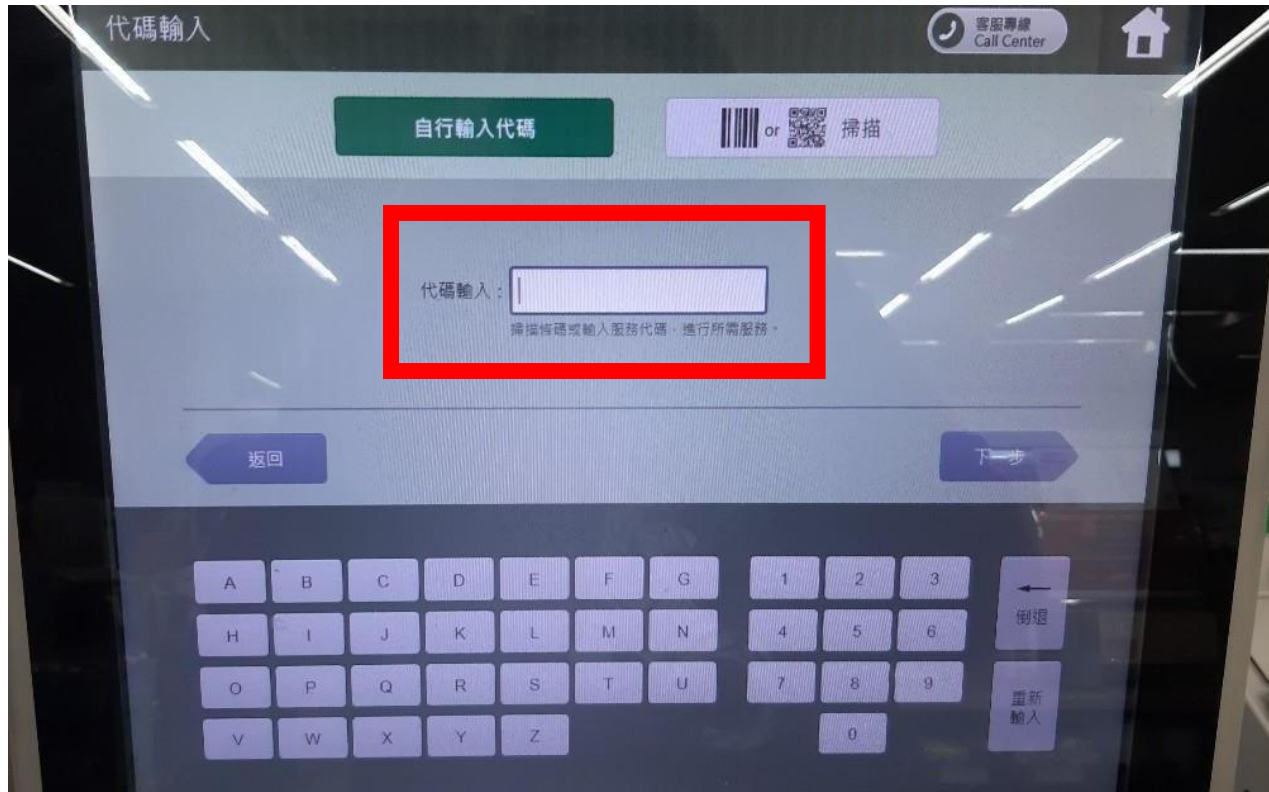 代碼輸入
客服專線
Call Center
自行輸入代碼
or 掃描
代碼輸入：
掃描條碼或輸入服務代碼，進行所需服務。
返回
下一步
A B C D E F G 1 2 3 ←
倒退
H I J K L M N 4 5 6
O P Q R S T U 7 8 9 重新
輸入
V W X Y Z 0